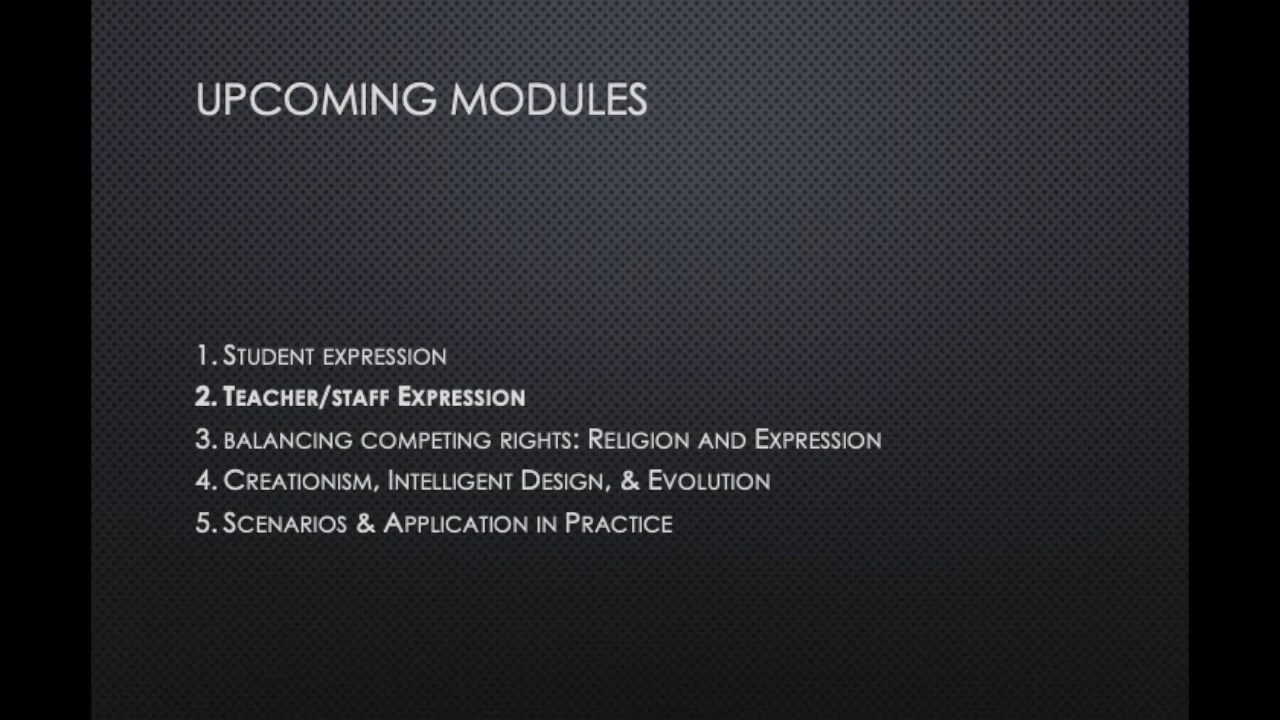 UPCOMING MODULES
1. STUDENT EXPRESSION
2. TEACHER/STAFF EXPRESSION
3. BALANCING COMPETING RIGHTS: RELIGION AND EXPRESSION
4. CREATIONISM, INTELLIGENT DESIGN, & EVOLUTION
5. SCENARIOS & APPLICATION IN PRACTICE